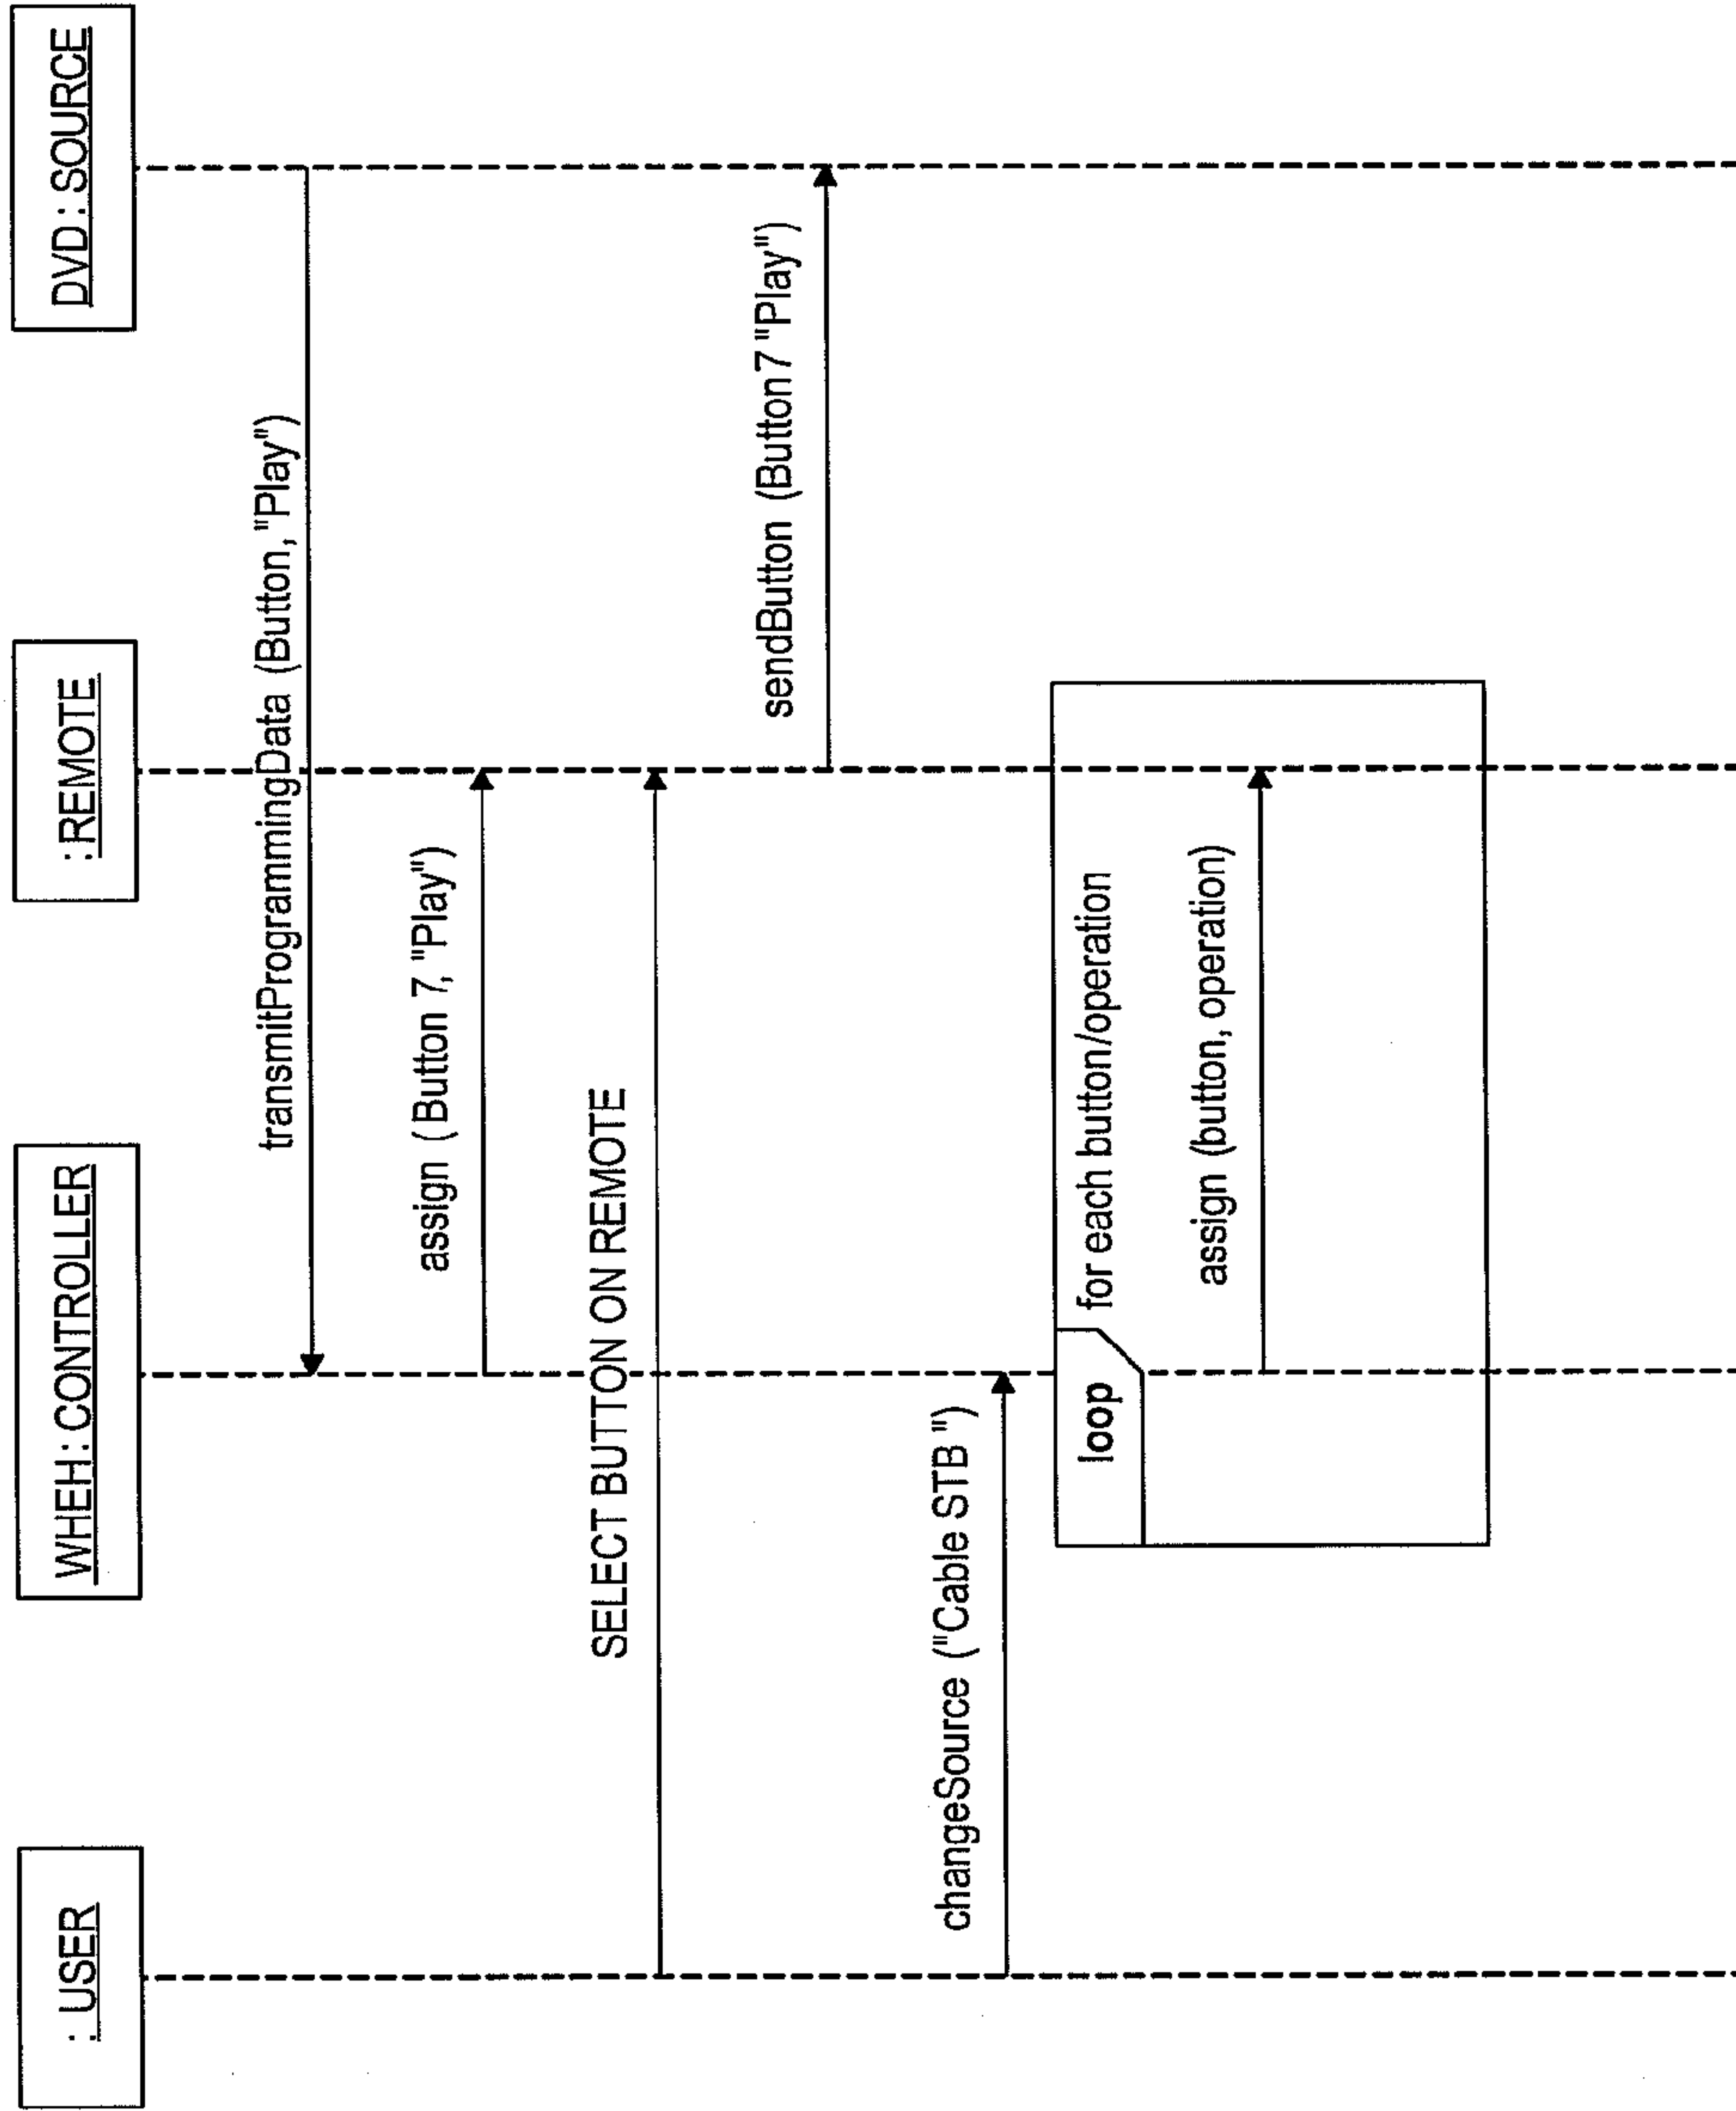 : USER
WHEH : CONTROLLER
: REMOTE
DVD : SOURCE
transmitProgrammingData (Button, "Play")
assign ( Button 7, "Play")
SELECT BUTTON ON REMOTE
sendButton (Button7 "Play")
changeSource ("Cable STB ")
loop
for each button/operation
assign (button, operation)